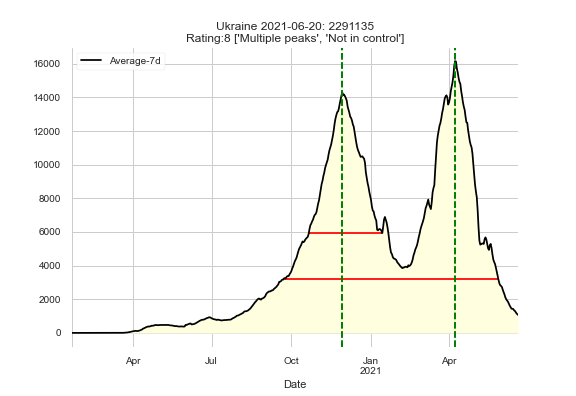 Ukraine 2021-06-20: 2291135
Rating:8 ['Multiple peaks', 'Not in control']
Average-7d
16000
14000
12000
10000
8000
6000
4000
2000
0
Apr Jul Oct Jan Apr
2021
Date